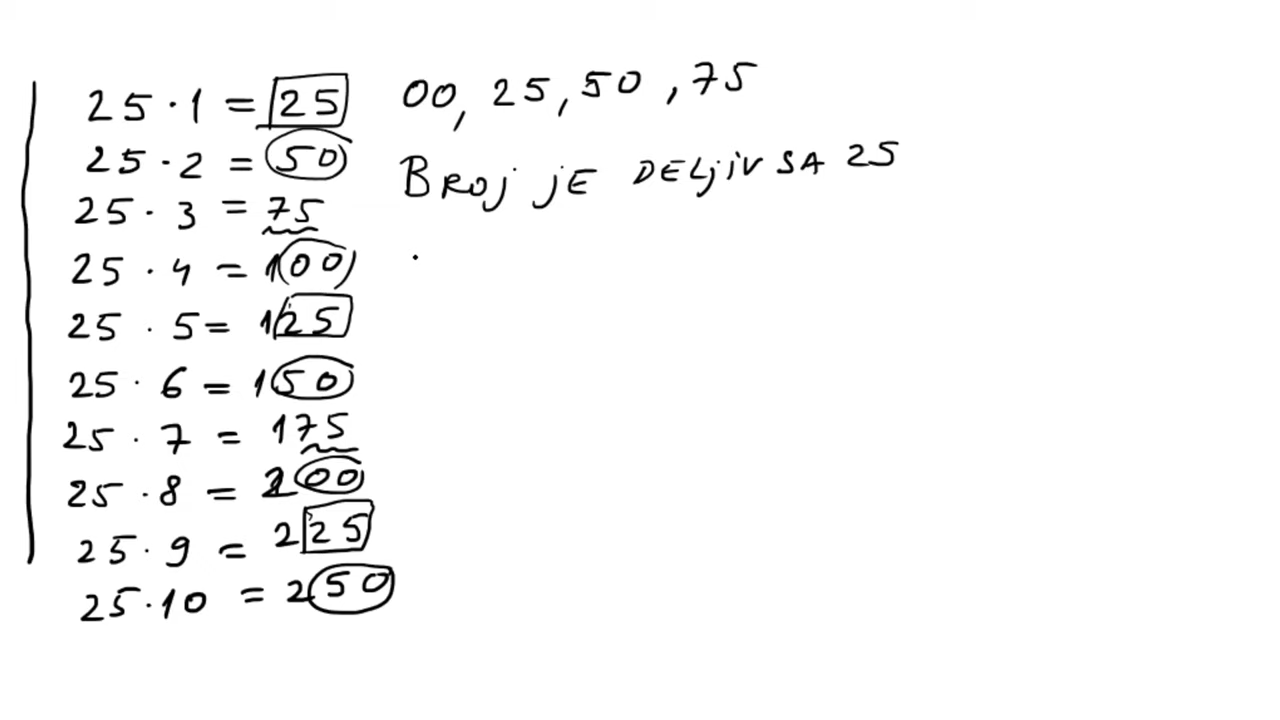 25 · 1 = 25
25 · 2 = 50
25 · 3 = 75
25 · 4 = 100
25 · 5 = 125
25 · 6 = 150
25 · 7 = 175
25 · 8 = 200
25 · 9 = 225
25 · 10 = 250
00, 25, 50, 75
BROJ JE DELJIV SA 25